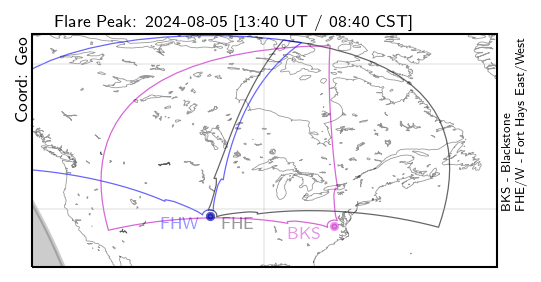 Flare Peak: 2024-08-05 [13:40 UT / 08:40 CST]
Coord: Geo
FHW
FHE
BKS
BKS - Blackstone
FHE/W - Fort Hays East/West